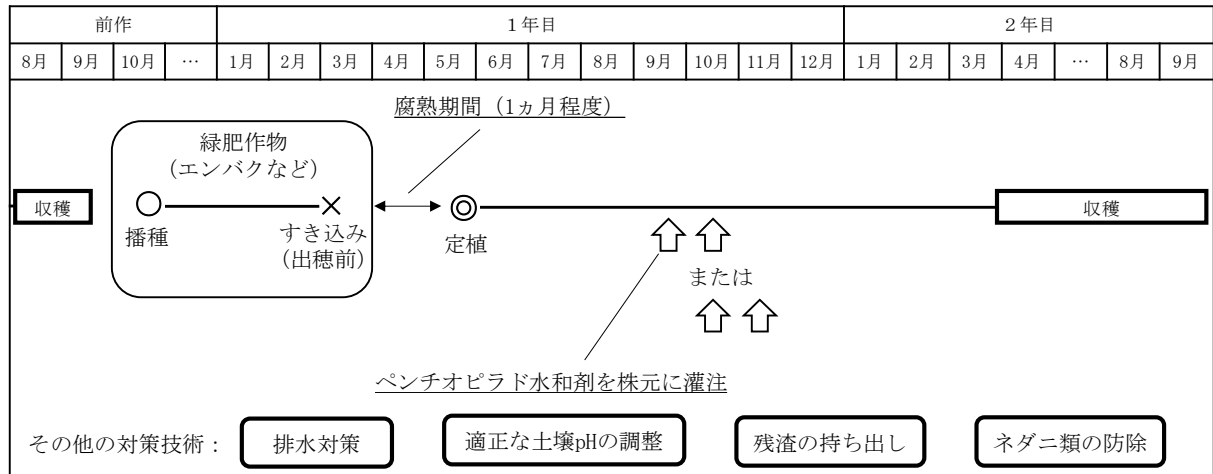 前作 1年目 2年目
8月 9月 10月 … 1月 2月 3月 4月 5月 6月 7月 8月 9月 10月 11月 12月 1月 2月 3月 4月 … 8月 9月
腐熟期間（1ヵ月程度）
緑肥作物
（エンバクなど）
収穫
播種
すき込み
（出穂前）
定植
収穫
または
ペンチオピラド水和剤を株元に灌注
その他の対策技術： 排水対策 適正な土壌pHの調整 残渣の持ち出し ネダニ類の防除